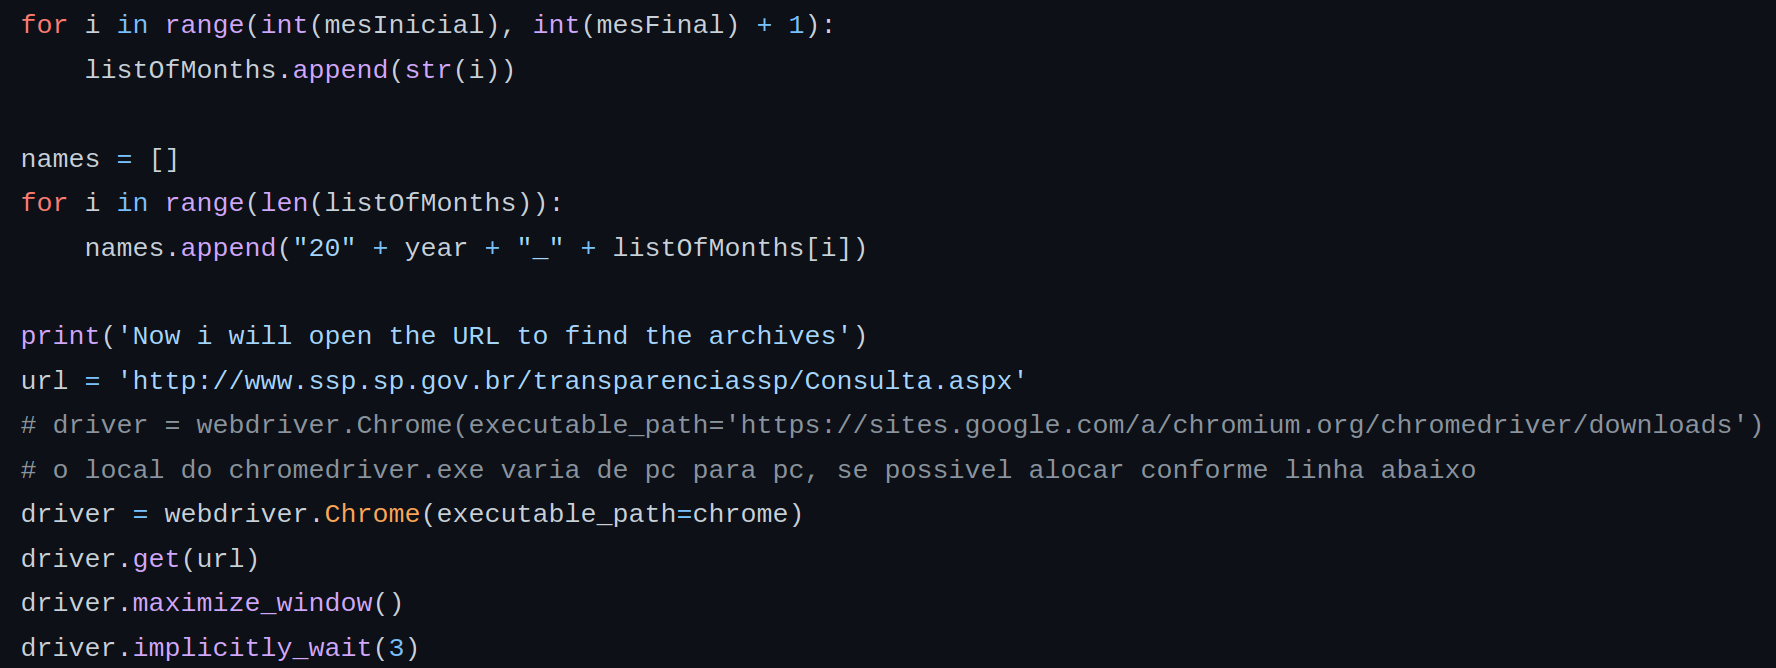 for i in range(int(mesInicial), int(mesFinal) + 1):
    listOfMonths.append(str(i))
names = []
for i in range(len(listOfMonths)):
    names.append("20" + year + "_" + listOfMonths[i])
print('Now i will open the URL to find the archives')
url = 'http://www.ssp.sp.gov.br/transparenciassp/Consulta.aspx'
# driver = webdriver.Chrome(executable_path='https://sites.google.com/a/chromium.org/chromedriver/downloads')
# o local do chromedriver.exe varia de pc para pc, se possivel alocar conforme linha abaixo
driver = webdriver.Chrome(executable_path=chrome)
driver.get(url)
driver.maximize_window()
driver.implicitly_wait(3)